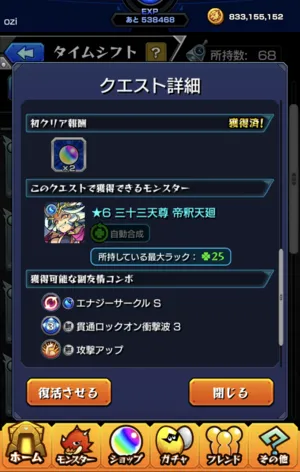 EXP
ozi
あと 538468
833,155,152
タイムシフト
?
所持数: 68
クエスト詳細
初クリア報酬
獲得済!
×2
このクエストで獲得できるモンスター
★6 三十三天尊 帝釈天廻
自動合成
所持している最大ラック: 25
獲得可能な副友情コンボ
エナジーサークル S
貫通ロックオン衝撃波 3
攻撃アップ
復活させる
閉じる
ホーム
モンスター
ショップ
ガチャ
フレンド
その他